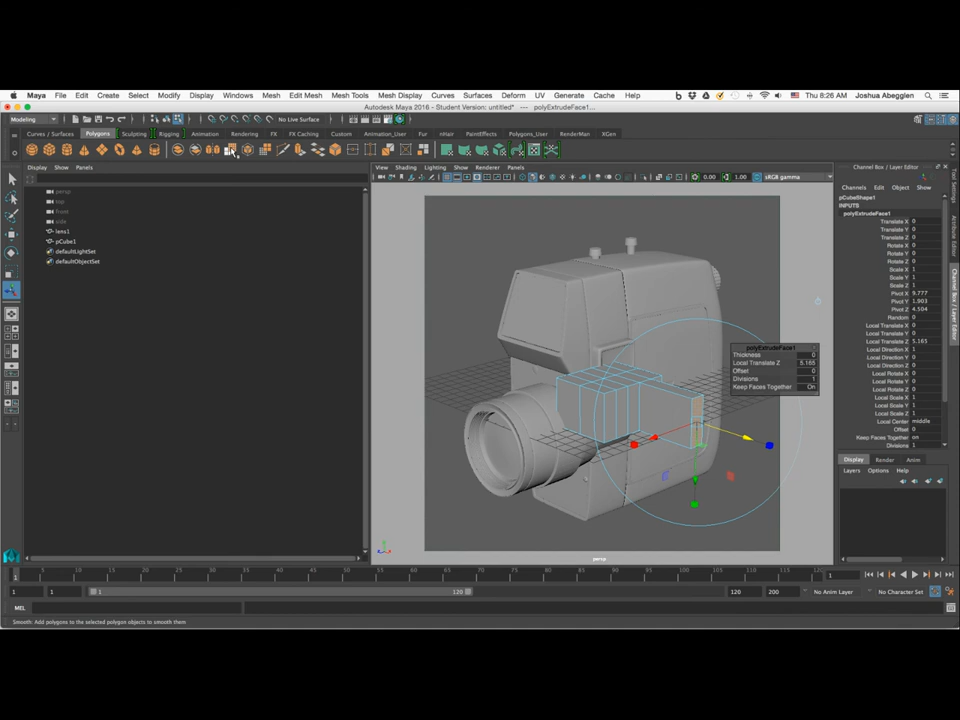 Maya File Edit Create Select Modify Display Windows Mesh Edit Mesh Mesh Tools Mesh Display Curves Surfaces Deform UV Generate Cache Help Thu 8:26 AM Joshua Abegglen
Autodesk Maya 2016 - Student Version: untitled* --- polyExtrudeFace1...
Modeling No Live Surface
Curves / Surfaces Polygons Sculpting Rigging Animation Rendering FX FX Caching Custom Animation_User Fur nHair PaintEffects Polygons_User RenderMan XGen
Display Show Panels
persp
top
front
side
lens1
pCube1
defaultLightSet
defaultObjectSet
View Shading Lighting Show Renderer Panels
0.00 1.00 sRGB gamma
polyExtrudeFace1
Thickness 0
Local Translate Z 5.165
Offset 0
Divisions 1
Keep Faces Together On
persp
Channel Box / Layer Editor
Channels Edit Object Show
pCubeShape1
INPUTS
polyExtrudeFace1
Translate X 0
Translate Y 0
Translate Z 0
Rotate X 0
Rotate Y 0
Rotate Z 0
Scale X 1
Scale Y 1
Scale Z 1
Pivot X 9.777
Pivot Y 1.903
Pivot Z 4.504
Random 0
Local Translate X 0
Local Translate Y 0
Local Translate Z 5.165
Local Direction X 1
Local Direction Y 0
Local Direction Z 0
Local Rotate X 0
Local Rotate Y 0
Local Rotate Z 0
Local Scale X 1
Local Scale Y 1
Local Scale Z 1
Local Center middle
Offset 0
Keep Faces Together on
Divisions 1
Display Render Anim
Layers Options Help
Tool Settings
Attribute Editor
Channel Box / Layer Editor
5 10 15 20 25 30 35 40 45 50 55 60 65 70 75 80 85 90 95 100 105 110 115 120 1
1 1 1 120 120 200 No Anim Layer No Character Set
MEL
Smooth: Add polygons to the selected polygon objects to smooth them